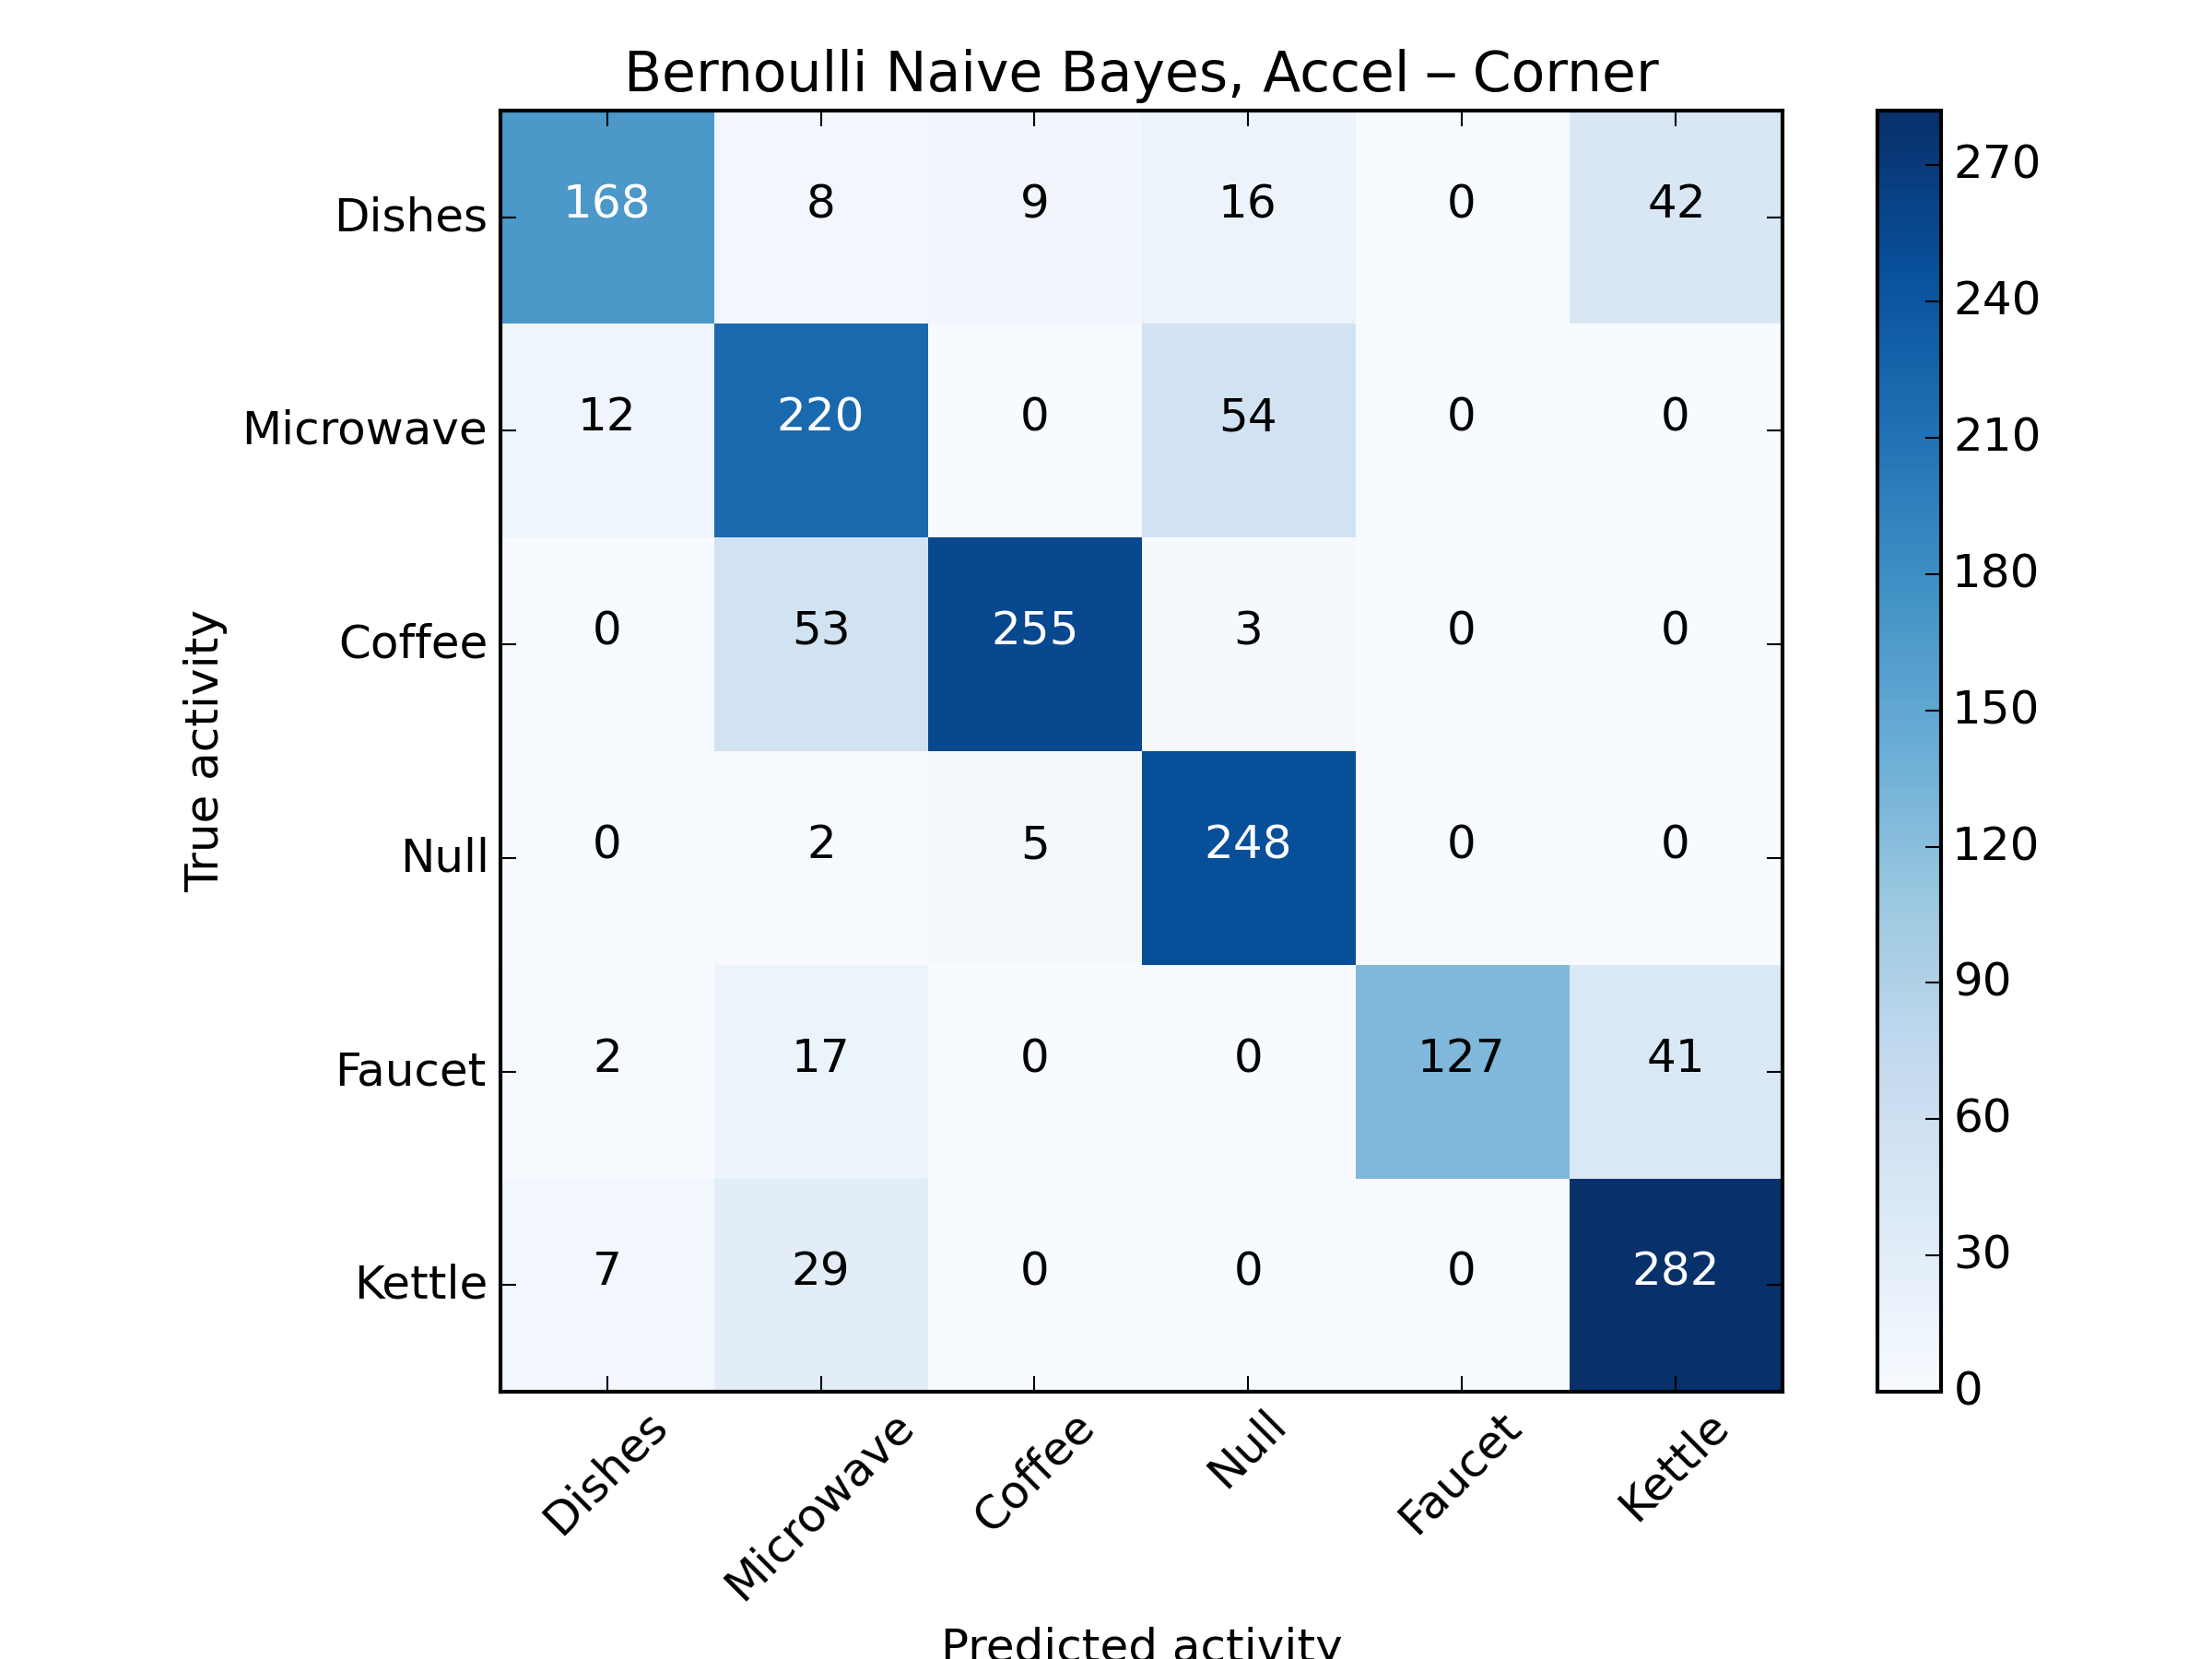 Bernoulli Naive Bayes, Accel – Corner
Dishes 168 8 9 16 0 42
Microwave 12 220 0 54 0 0
Coffee 0 53 255 3 0 0
Null 0 2 5 248 0 0
Faucet 2 17 0 0 127 41
Kettle 7 29 0 0 0 282
True activity
Dishes Microwave Coffee Null Faucet Kettle
Predicted activity
270
240
210
180
150
120
90
60
30
0